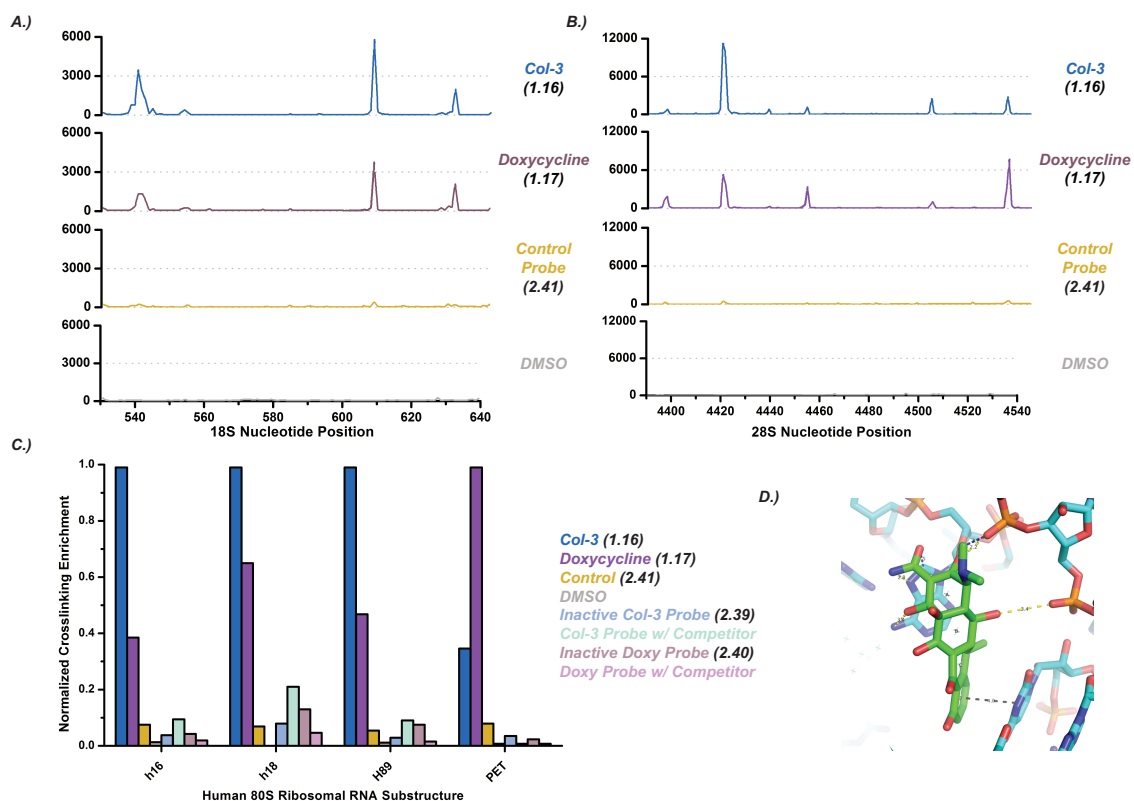 A.)
6000
3000
0
Col-3
(1.16)
6000
3000
0
Doxycycline
(1.17)
6000
3000
0
Control
Probe
(2.41)
6000
3000
0
DMSO
540 560 580 600 620 640
18S Nucleotide Position
B.)
12000
6000
0
Col-3
(1.16)
12000
6000
0
Doxycycline
(1.17)
12000
6000
0
Control
Probe
(2.41)
12000
6000
0
DMSO
4400 4420 4440 4460 4480 4500 4520 4540
28S Nucleotide Position
C.)
Normalized Crosslinking Enrichment
1.0
0.8
0.6
0.4
0.2
0.0
h16 h18 H89 PET
Human 80S Ribosomal RNA Substructure
Col-3 (1.16)
Doxycycline (1.17)
Control (2.41)
DMSO
Inactive Col-3 Probe (2.39)
Col-3 Probe w/ Competitor
Inactive Doxy Probe (2.40)
Doxy Probe w/ Competitor
D.)